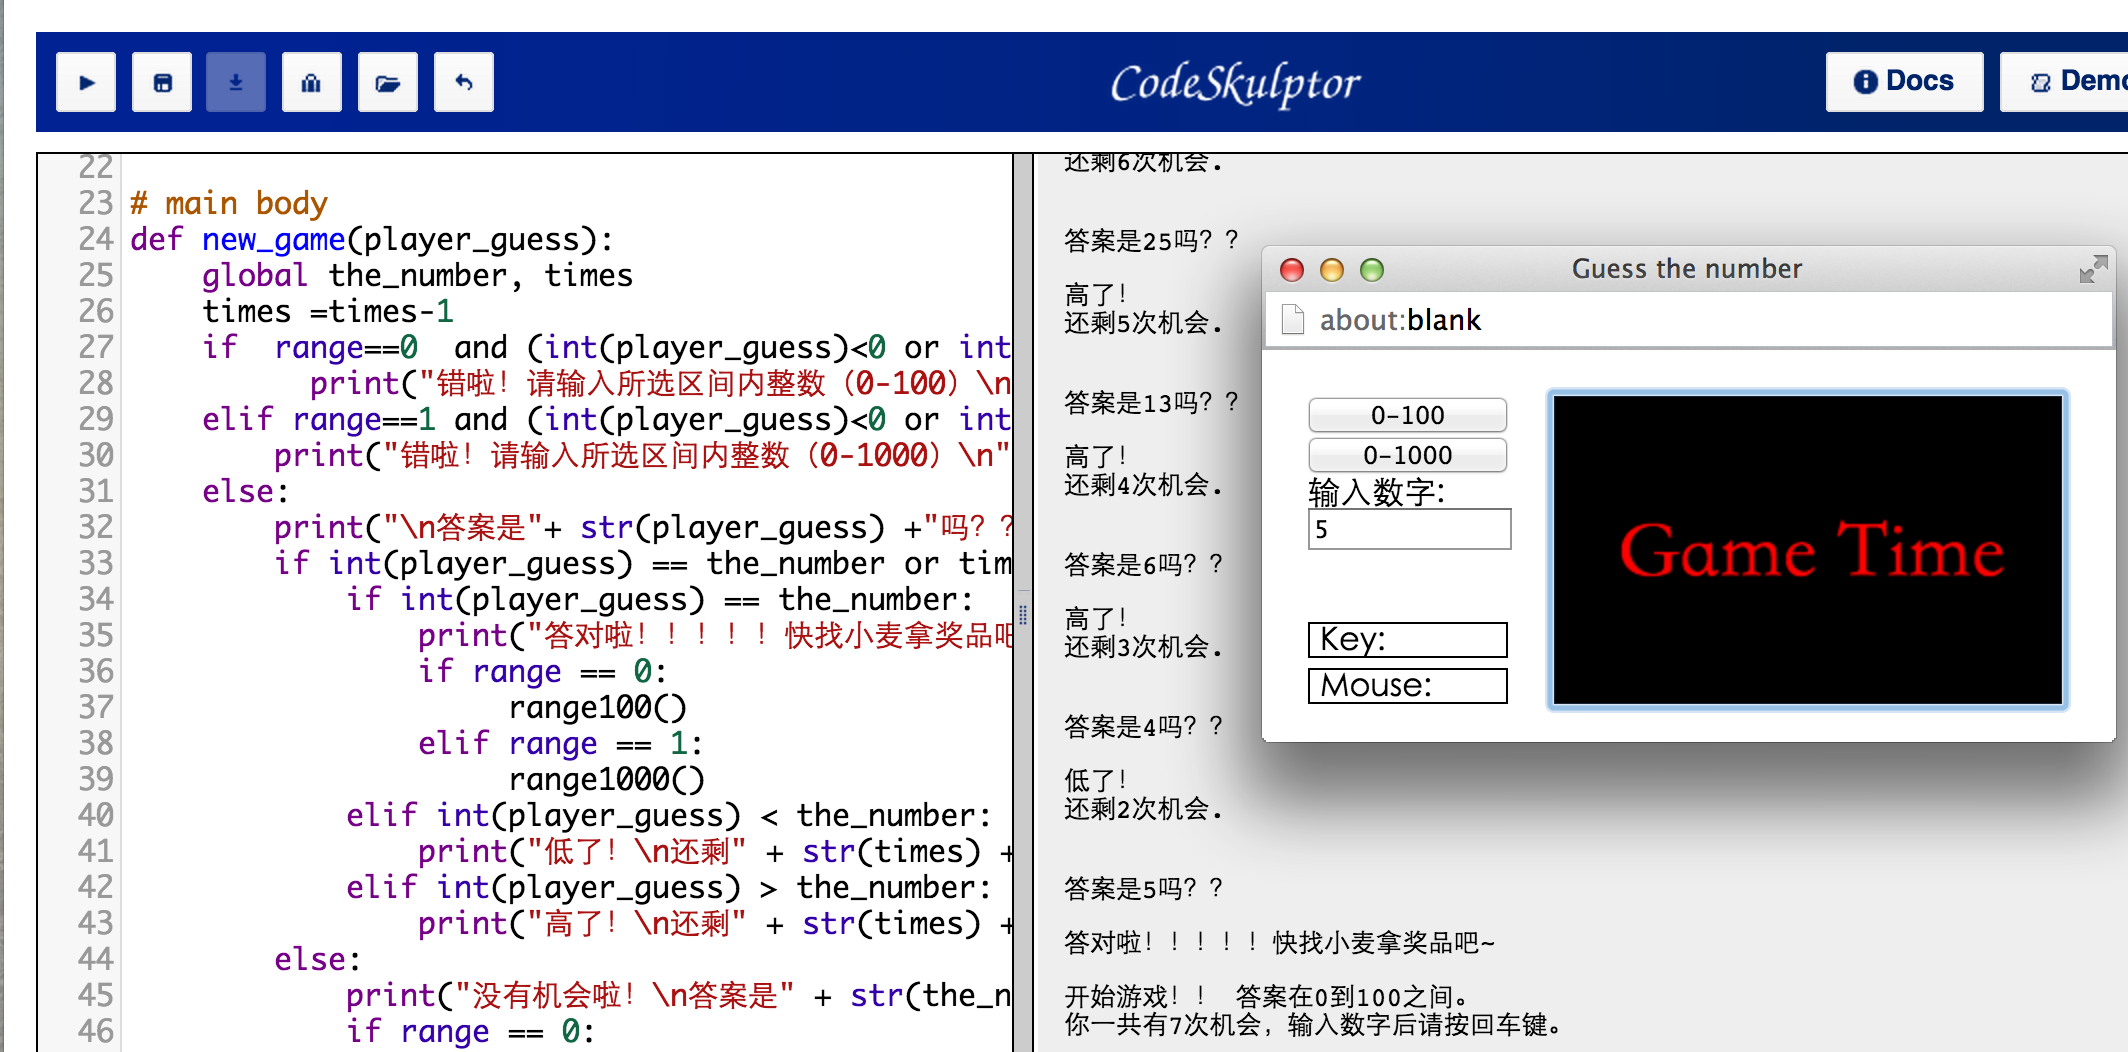 CodeSkulptor
Docs
Demo
22
23 # main body
24 def new_game(player_guess):
25 global the_number, times
26 times =times-1
27 if range==0 and (int(player_guess)<0 or int
28 print("错啦！请输入所选区间内整数（0-100）\n
29 elif range==1 and (int(player_guess)<0 or int
30 print("错啦！请输入所选区间内整数（0-1000）\n"
31 else:
32 print("\n答案是"+ str(player_guess) +"吗？？
33 if int(player_guess) == the_number or tim
34 if int(player_guess) == the_number:
35 print("答对啦！！！！！快找小麦拿奖品吧
36 if range == 0:
37 range100()
38 elif range == 1:
39 range1000()
40 elif int(player_guess) < the_number:
41 print("低了！\n还剩" + str(times) +
42 elif int(player_guess) > the_number:
43 print("高了！\n还剩" + str(times) +
44 else:
45 print("没有机会啦！\n答案是" + str(the_n
46 if range == 0:
还剩6次机会.
答案是25吗？？
高了！
还剩5次机会.
答案是13吗？？
高了！
还剩4次机会.
答案是6吗？？
高了！
还剩3次机会.
答案是4吗？？
低了！
还剩2次机会.
答案是5吗？？
答对啦！！！！！快找小麦拿奖品吧~
开始游戏！！ 答案在0到100之间。
你一共有7次机会，输入数字后请按回车键。
Guess the number
about:blank
0-100
0-1000
输入数字:
5
Key:
Mouse:
Game Time